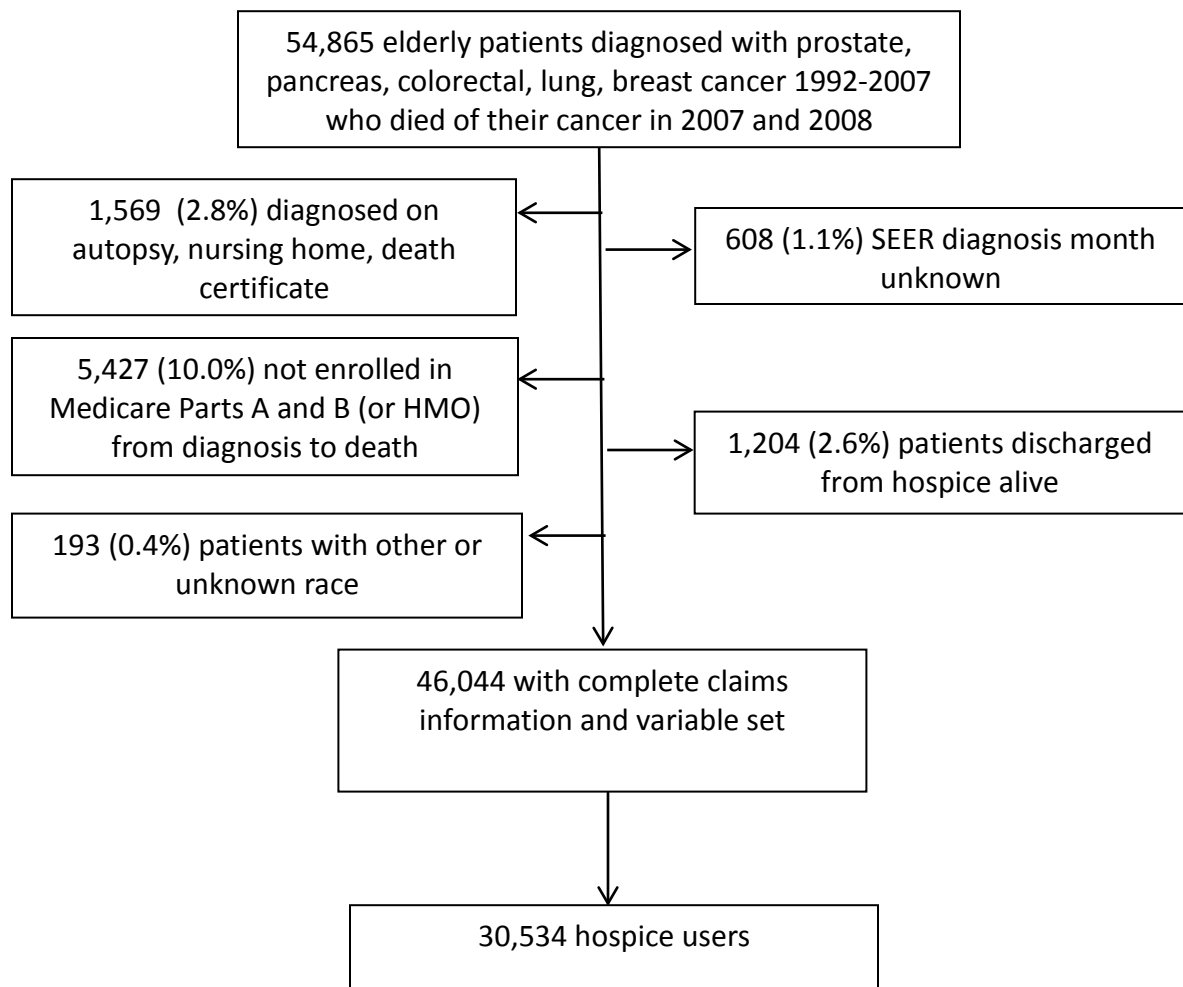 54,865 elderly patients diagnosed with prostate,
pancreas, colorectal, lung, breast cancer 1992-2007
who died of their cancer in 2007 and 2008
1,569  (2.8%) diagnosed on
autopsy, nursing home, death
certificate
608 (1.1%) SEER diagnosis month
unknown
5,427 (10.0%) not enrolled in
Medicare Parts A and B (or HMO)
from diagnosis to death
1,204 (2.6%) patients discharged
from hospice alive
193 (0.4%) patients with other or
unknown race
46,044 with complete claims
information and variable set
30,534 hospice users